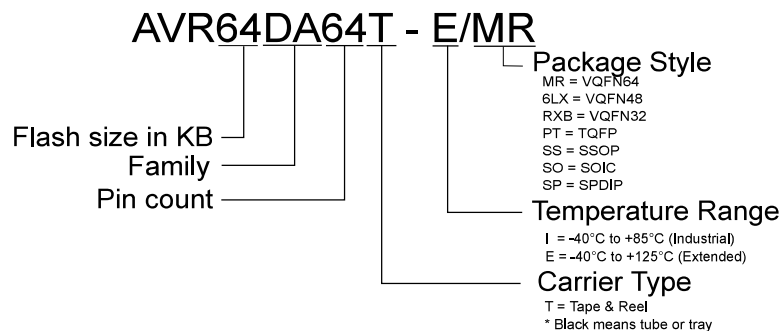 AVR64DA64T - E/MR
Package Style
MR = VQFN64
6LX = VQFN48
RXB = VQFN32
PT = TQFP
SS = SSOP
SO = SOIC
SP = SPDIP
Flash size in KB
Family
Pin count
Temperature Range
I = -40°C to +85°C (Industrial)
E = -40°C to +125°C (Extended)
Carrier Type
T = Tape & Reel
* Black means tube or tray